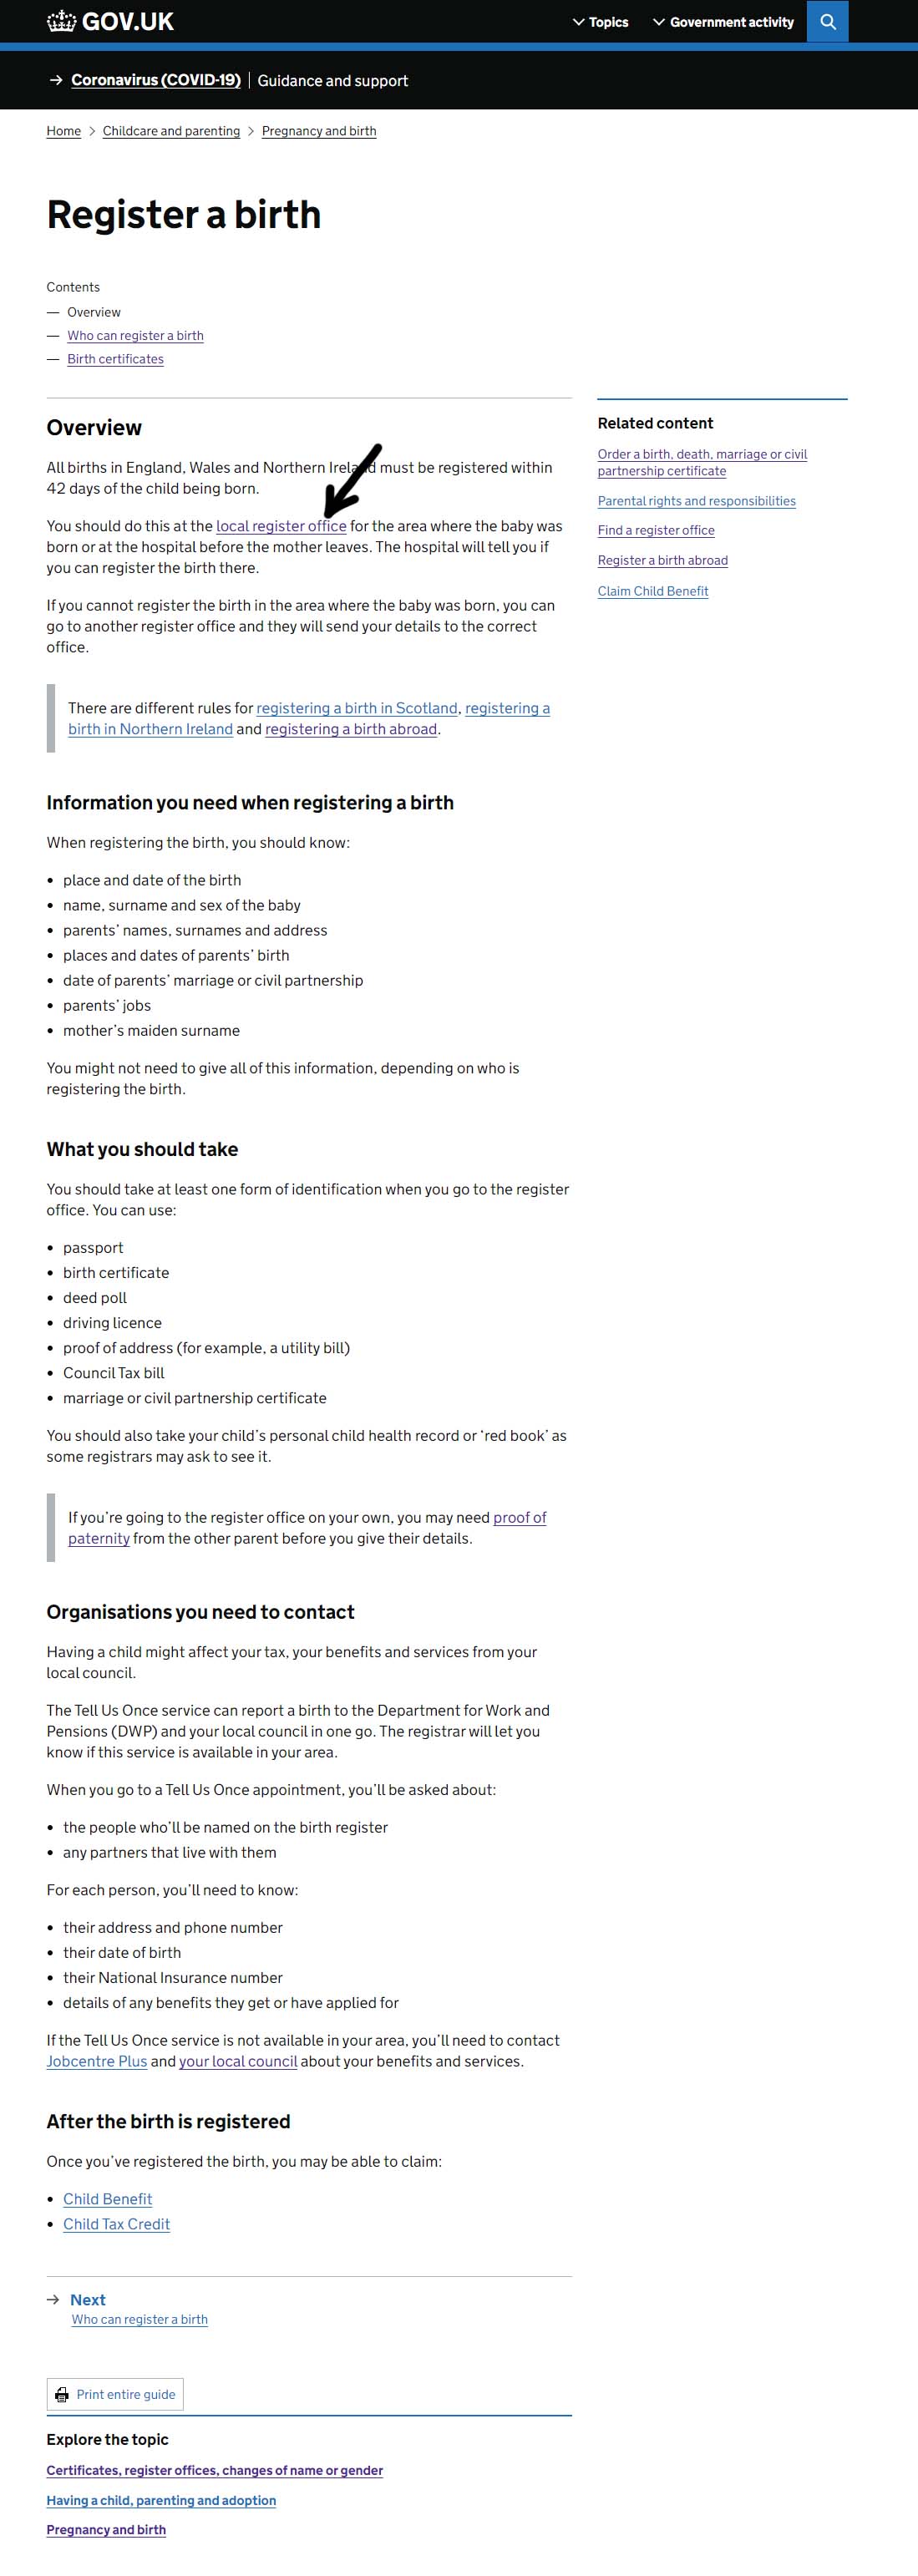 GOV.UK
Topics
Government activity
Coronavirus (COVID-19)
Guidance and support
Home
Childcare and parenting
Pregnancy and birth
Register a birth
Contents
— Overview
— Who can register a birth
— Birth certificates
Overview
All births in England, Wales and Northern Ireland must be registered within
42 days of the child being born.
You should do this at the local register office for the area where the baby was
born or at the hospital before the mother leaves. The hospital will tell you if
you can register the birth there.
If you cannot register the birth in the area where the baby was born, you can
go to another register office and they will send your details to the correct
office.
There are different rules for registering a birth in Scotland, registering a
birth in Northern Ireland and registering a birth abroad.
Information you need when registering a birth
When registering the birth, you should know:
• place and date of the birth
• name, surname and sex of the baby
• parents’ names, surnames and address
• places and dates of parents’ birth
• date of parents’ marriage or civil partnership
• parents’ jobs
• mother’s maiden surname
You might not need to give all of this information, depending on who is
registering the birth.
What you should take
You should take at least one form of identification when you go to the register
office. You can use:
• passport
• birth certificate
• deed poll
• driving licence
• proof of address (for example, a utility bill)
• Council Tax bill
• marriage or civil partnership certificate
You should also take your child’s personal child health record or ‘red book’ as
some registrars may ask to see it.
If you’re going to the register office on your own, you may need proof of
paternity from the other parent before you give their details.
Organisations you need to contact
Having a child might affect your tax, your benefits and services from your
local council.
The Tell Us Once service can report a birth to the Department for Work and
Pensions (DWP) and your local council in one go. The registrar will let you
know if this service is available in your area.
When you go to a Tell Us Once appointment, you’ll be asked about:
• the people who’ll be named on the birth register
• any partners that live with them
For each person, you’ll need to know:
• their address and phone number
• their date of birth
• their National Insurance number
• details of any benefits they get or have applied for
If the Tell Us Once service is not available in your area, you’ll need to contact
Jobcentre Plus and your local council about your benefits and services.
After the birth is registered
Once you’ve registered the birth, you may be able to claim:
• Child Benefit
• Child Tax Credit
Next
Who can register a birth
Print entire guide
Explore the topic
Certificates, register offices, changes of name or gender
Having a child, parenting and adoption
Pregnancy and birth
Related content
Order a birth, death, marriage or civil
partnership certificate
Parental rights and responsibilities
Find a register office
Register a birth abroad
Claim Child Benefit